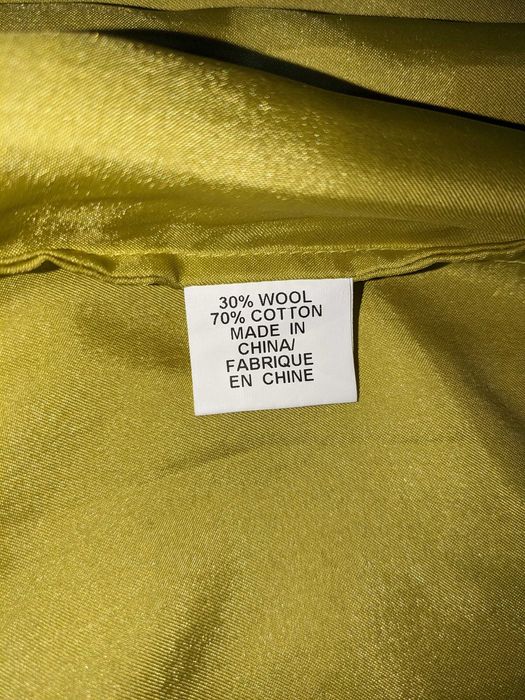 30% WOOL
70% COTTON
MADE IN
CHINA/
FABRIQUE
EN CHINE